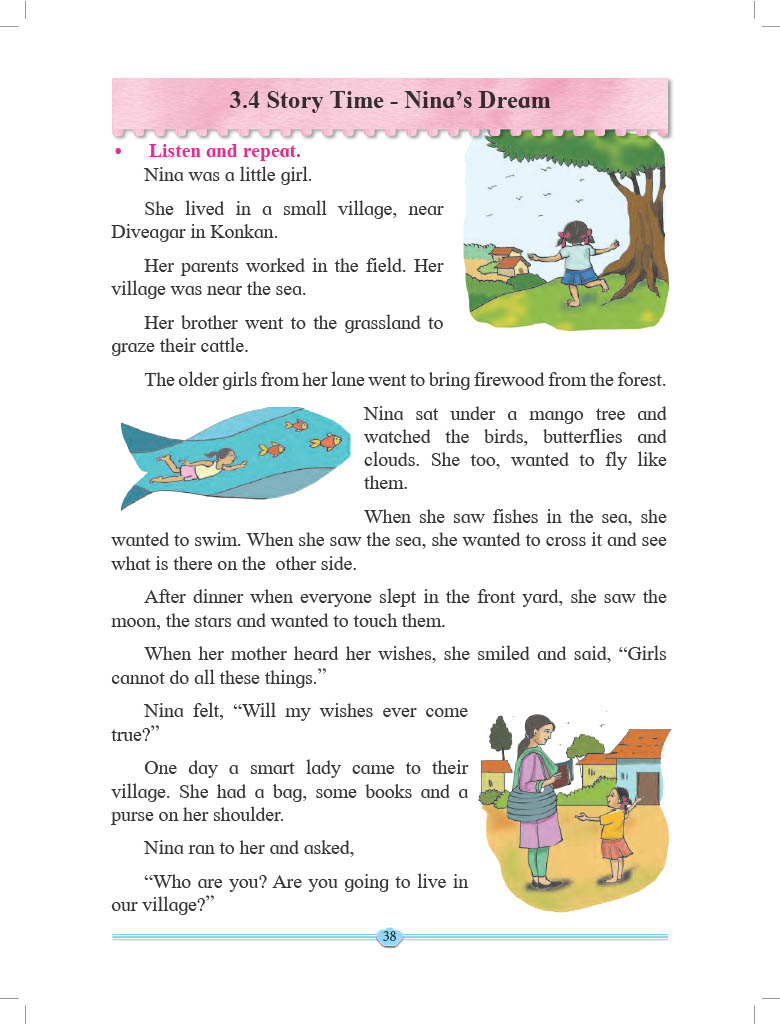 3.4 Story Time - Nina’s Dream
• Listen and repeat.
Nina was a little girl.
She lived in a small village, near
Diveagar in Konkan.
Her parents worked in the field. Her
village was near the sea.
Her brother went to the grassland to
graze their cattle.
The older girls from her lane went to bring firewood from the forest.
Nina sat under a mango tree and
watched the birds, butterflies and
clouds. She too, wanted to fly like
them.
When she saw fishes in the sea, she
wanted to swim. When she saw the sea, she wanted to cross it and see
what is there on the other side.
After dinner when everyone slept in the front yard, she saw the
moon, the stars and wanted to touch them.
When her mother heard her wishes, she smiled and said, “Girls
cannot do all these things.”
Nina felt, “Will my wishes ever come
true?”
One day a smart lady came to their
village. She had a bag, some books and a
purse on her shoulder.
Nina ran to her and asked,
“Who are you? Are you going to live in
our village?”
38